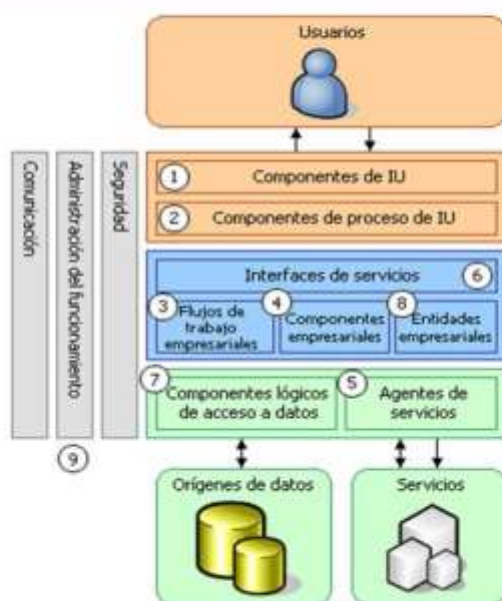 Usuarios
Comunicación
Administración del funcionamiento
Seguridad
1
Componentes de IU
2
Componentes de proceso de IU
Interfaces de servicios
6
3
Flujos de
trabajo
empresariales
4
Componentes
empresariales
8
Entidades
empresariales
7
Componentes lógicos
de acceso a datos
5
Agentes de
servicios
9
Orígenes de datos
Servicios